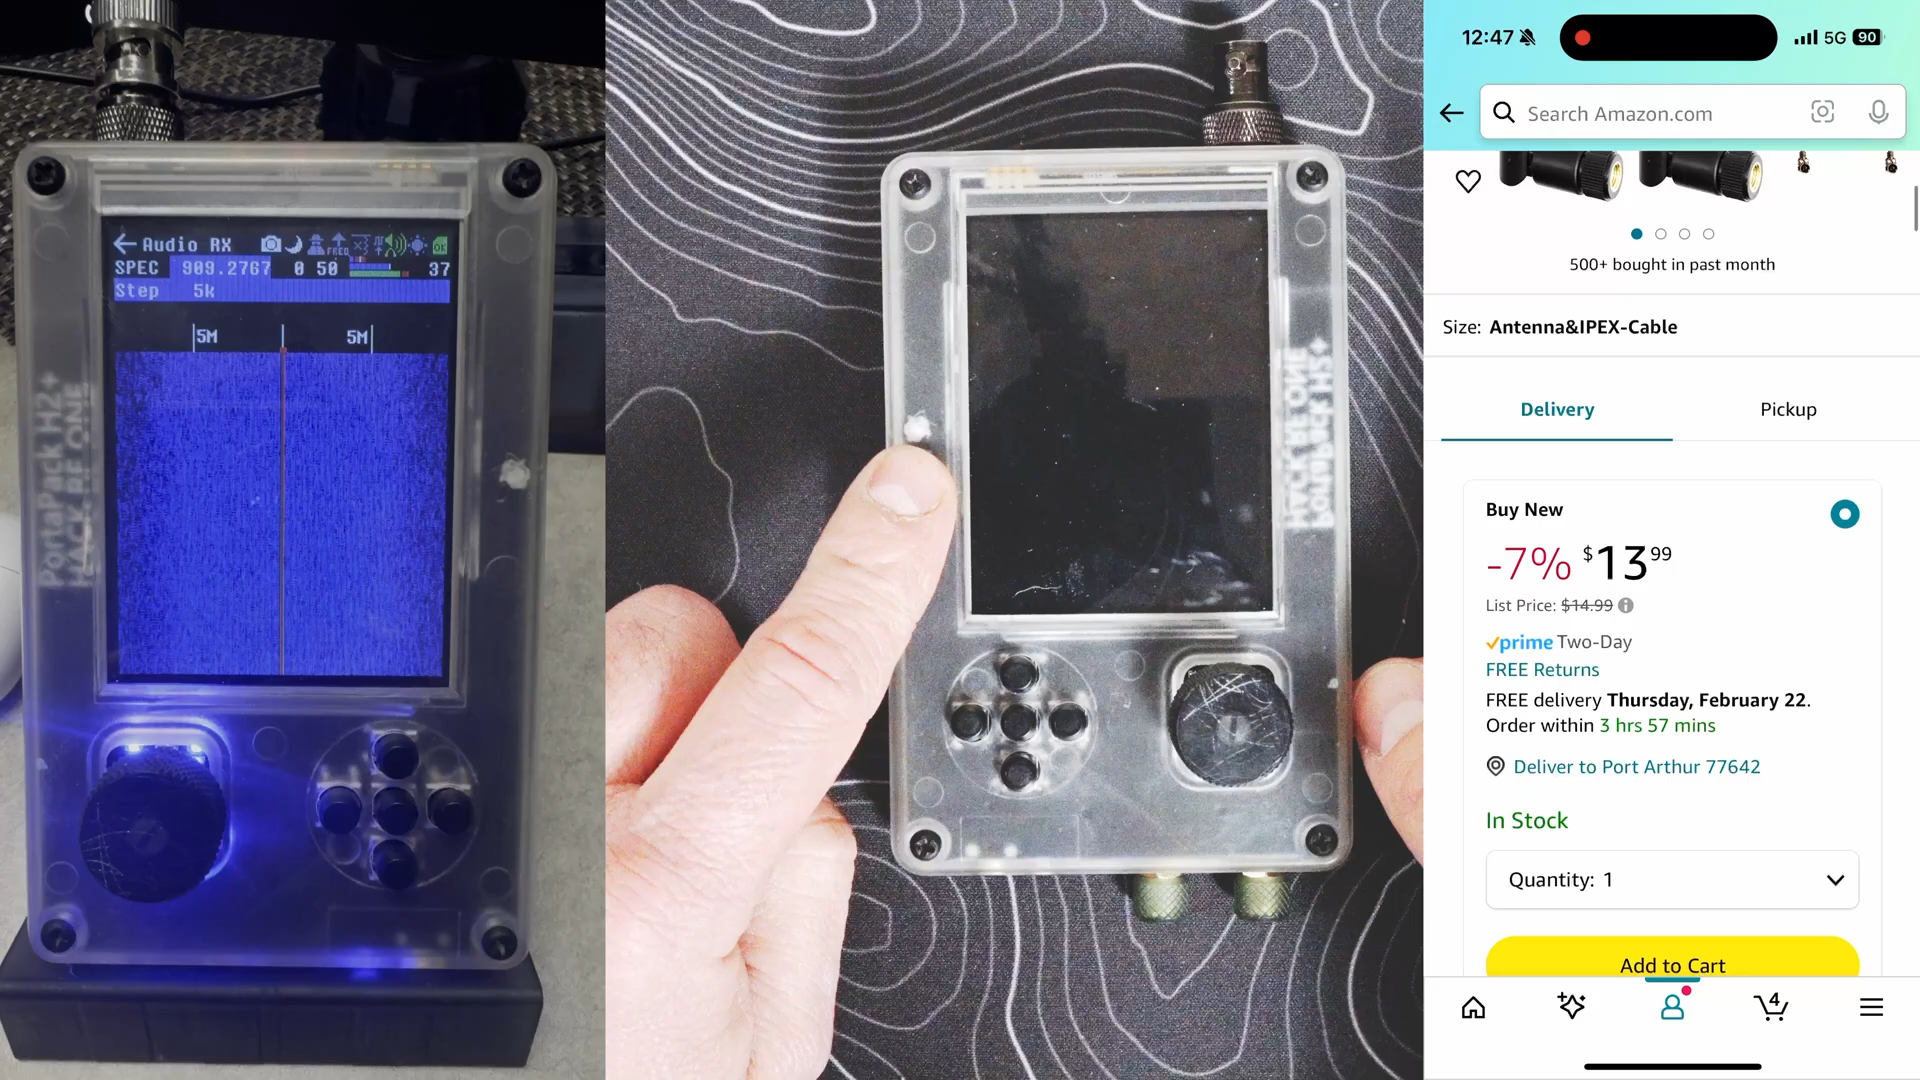 Audio RX
FREQ
OK
SPEC 909.2767 0 50 37
Step 5k
5M 5M
PortaPack H2+
HACK RF ONE
HACK RF ONE
PortaPack H2+
12:47 5G 90
Search Amazon.com
500+ bought in past month
Size: Antenna&IPEX-Cable
Delivery Pickup
Buy New
-7% $13 99
List Price: $14.99
prime Two-Day
FREE Returns
FREE delivery Thursday, February 22.
Order within 3 hrs 57 mins
Deliver to Port Arthur 77642
In Stock
Quantity: 1
Add to Cart
4